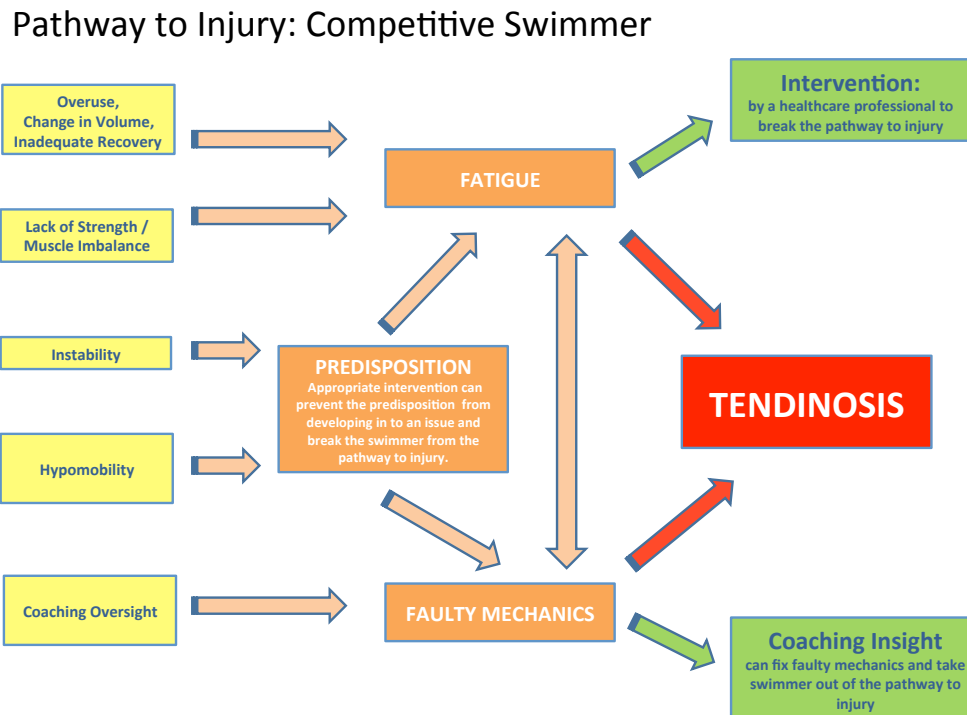 Pathway to Injury: Competitive Swimmer
Overuse,
Change in Volume,
Inadequate Recovery
Lack of Strength /
Muscle Imbalance
Instability
Hypomobility
Coaching Oversight
FATIGUE
PREDISPOSITION
Appropriate intervention can
prevent the predisposition from
developing in to an issue and
break the swimmer from the
pathway to injury.
FAULTY MECHANICS
Intervention:
by a healthcare professional to
break the pathway to injury
TENDINOSIS
Coaching Insight
can fix faulty mechanics and take
swimmer out of the pathway to
injury